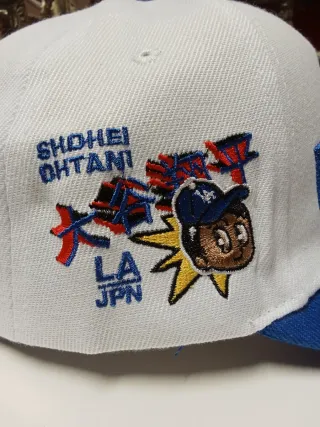 SHOHEI
OHTANI
大谷翔平
LA
JPN